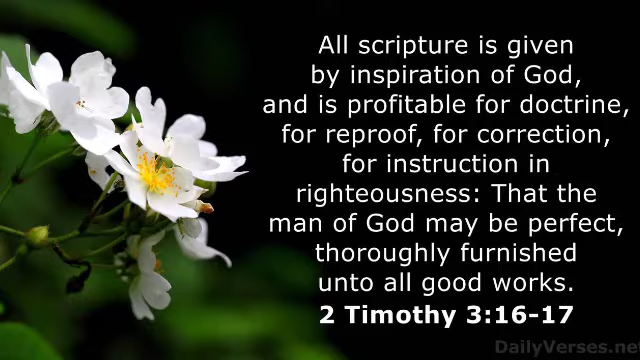 All scripture is given
by inspiration of God,
and is profitable for doctrine,
for reproof, for correction,
for instruction in
righteousness: That the
man of God may be perfect,
thoroughly furnished
unto all good works.
2 Timothy 3:16-17
DailyVerses.net